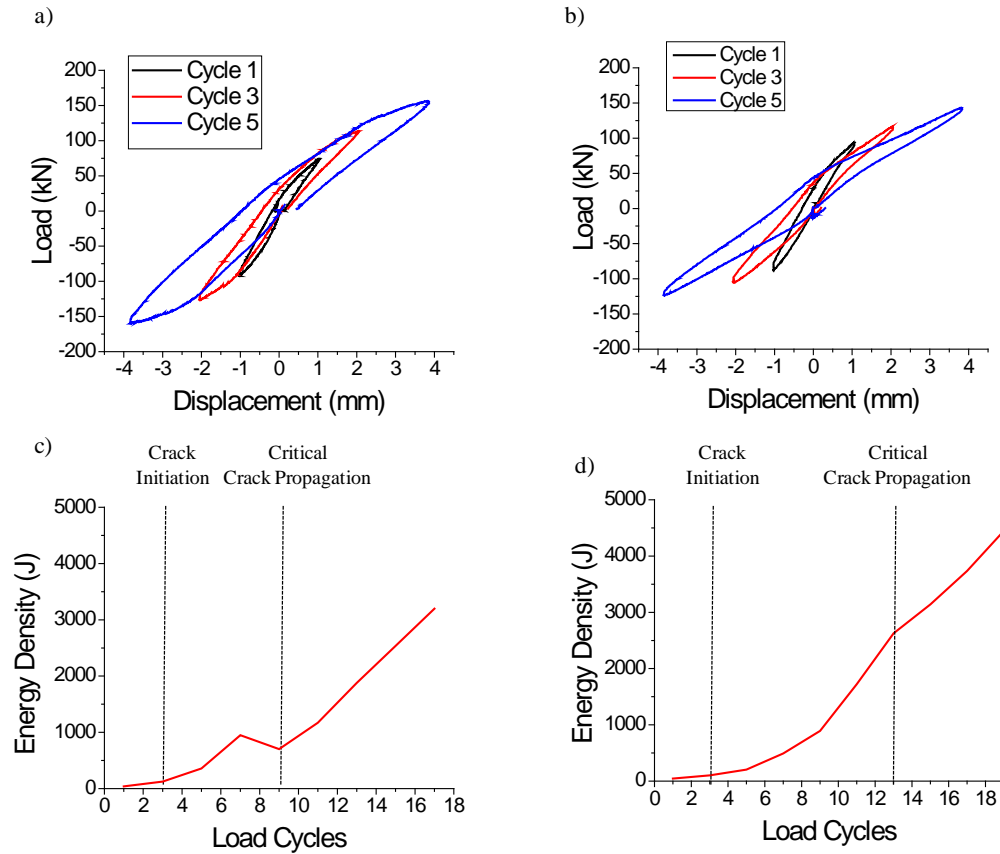 a)
Cycle 1
Cycle 3
Cycle 5
200
150
100
50
0
-50
-100
-150
-200
Load (kN)
-4 -3 -2 -1 0 1 2 3 4
Displacement (mm)
b)
Cycle 1
Cycle 3
Cycle 5
200
150
100
50
0
-50
-100
-150
-200
Load (kN)
-4 -3 -2 -1 0 1 2 3 4
Displacement (mm)
c)
Crack
Initiation
Critical
Crack Propagation
5000
4000
3000
2000
1000
0
Energy Density (J)
0 2 4 6 8 10 12 14 16 18
Load Cycles
d)
Crack
Initiation
Critical
Crack Propagation
5000
4000
3000
2000
1000
0
Energy Density (J)
0 2 4 6 8 10 12 14 16 18
Load Cycles